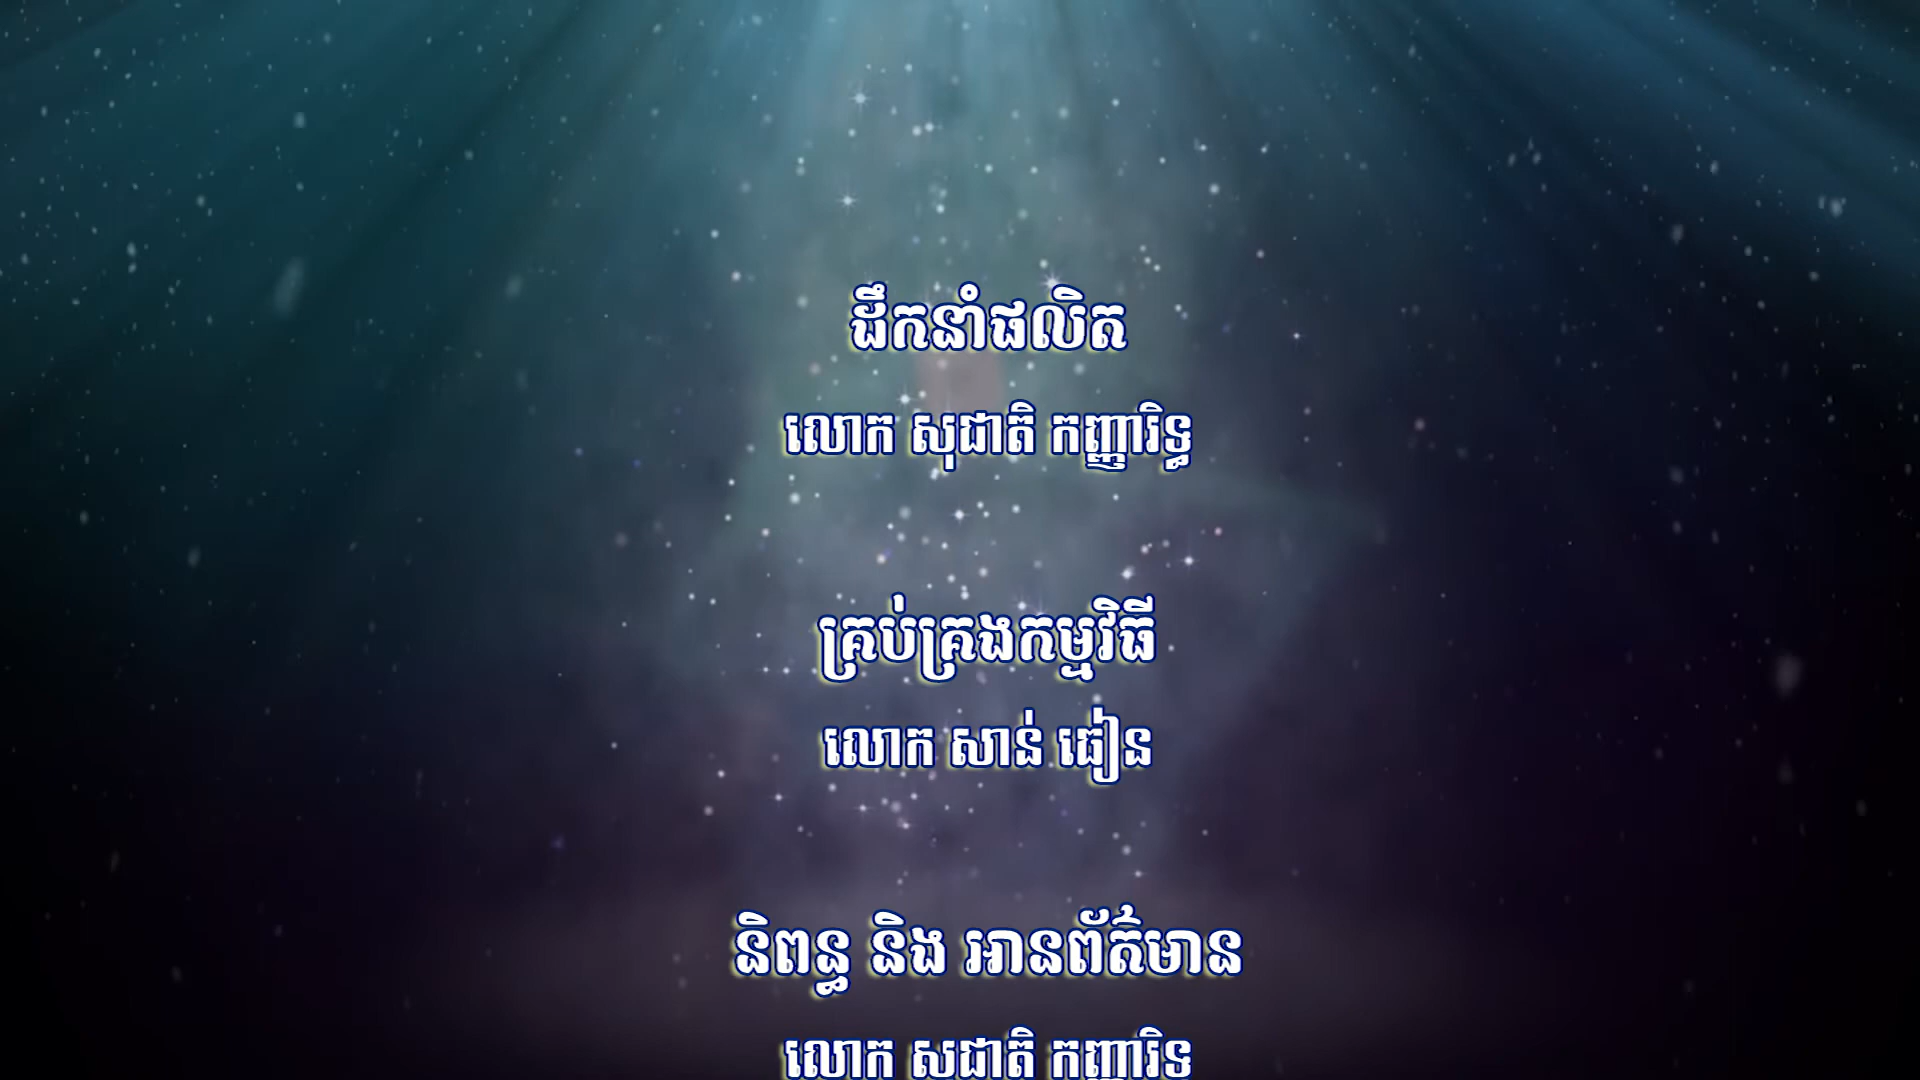 ដឹកនាំផលិត
លោក សុជាតិ កញ្ញារិទ្ធ
គ្រប់គ្រងកម្មវិធី
លោក សាន់ ធឿន
និពន្ធ និង អានព័ត៌មាន
លោក សុជាតិ កញ្ញារិទ្ធ